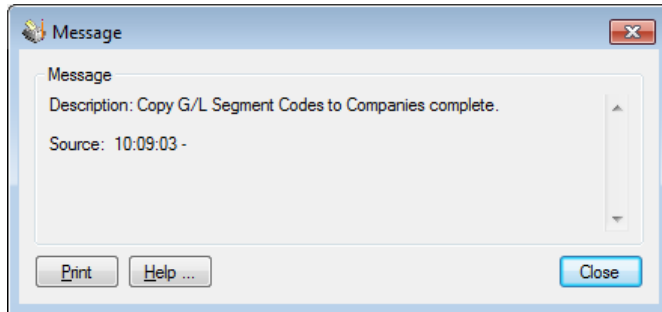 Message
Message
Description: Copy G/L Segment Codes to Companies complete.
Source: 10:09:03 -
Print Help ... Close